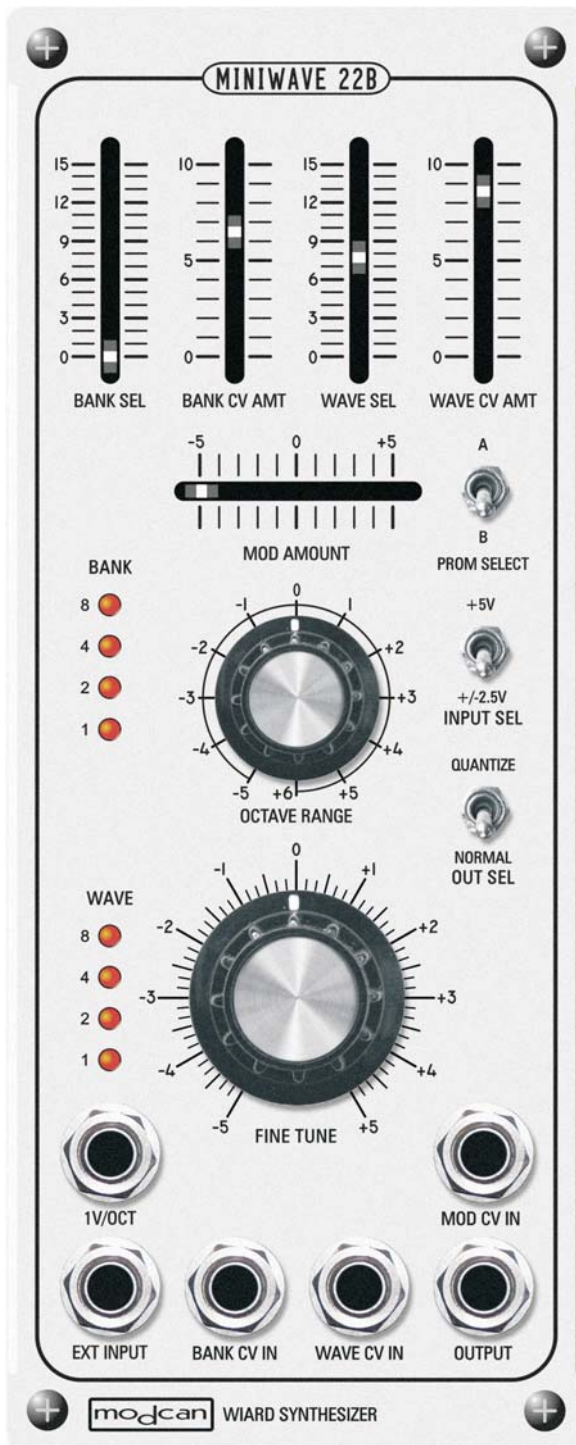 MINIWAVE 22B
15 10 15 10
12 12
9 9
5 5
6 6
3 3
0 0 0 0
BANK SEL BANK CV AMT WAVE SEL WAVE CV AMT
-5 0 +5
MOD AMOUNT
A
B
PROM SELECT
BANK
8
4
2
1
0
-1 1
-2 +2
-3 +3
-4 +4
-5 +6 +5
OCTAVE RANGE
+5V
+/-2.5V
INPUT SEL
QUANTIZE
NORMAL
OUT SEL
WAVE
8
4
2
1
0
-1 +1
-2 +2
-3 +3
-4 +4
-5 +5
FINE TUNE
1V/OCT MOD CV IN
EXT INPUT BANK CV IN WAVE CV IN OUTPUT
modcan WIARD SYNTHESIZER